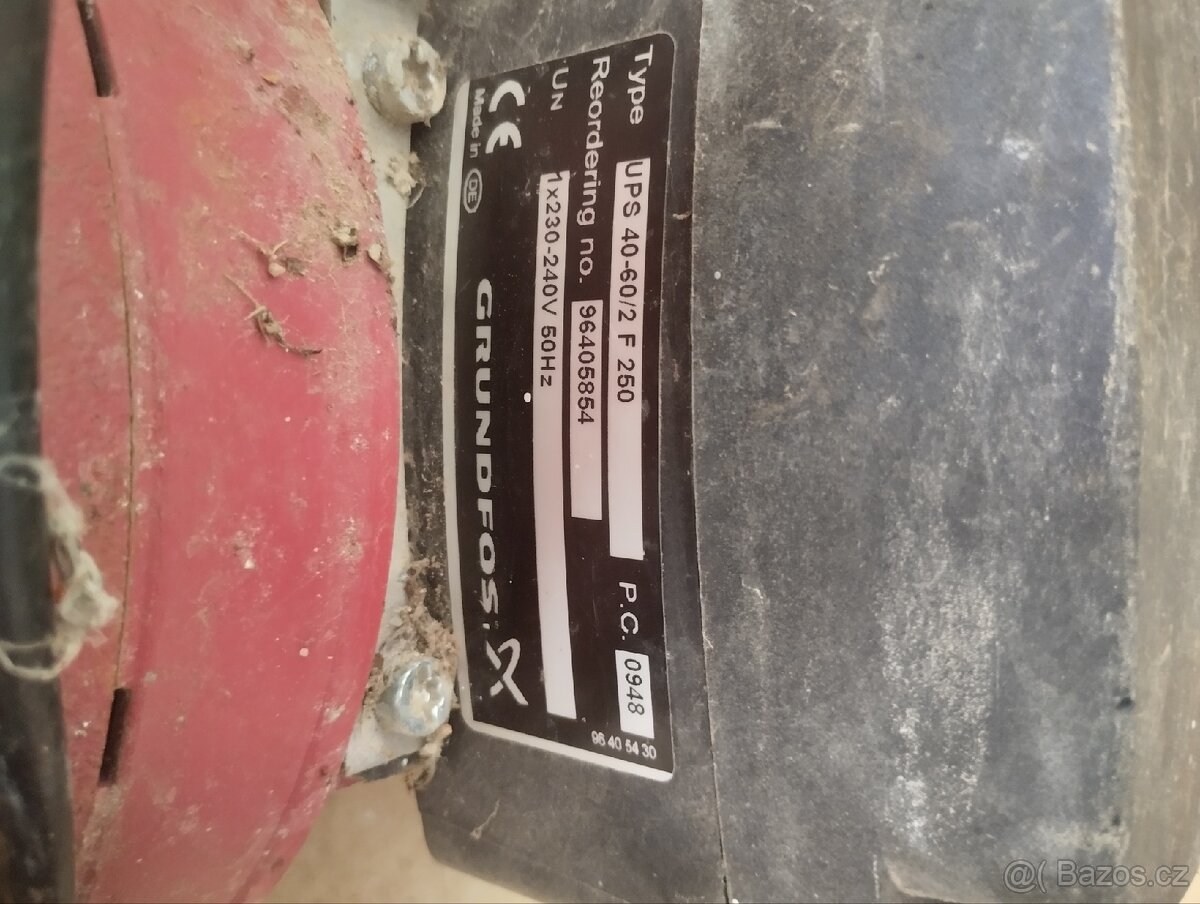 Type UPS 40-60/2 F 250 P.C. 0948
Reordering no. 96405854
96 40 54 30
UN 1x230-240V 50Hz
CE GRUNDFOS
Made in DE
@( Bazos.cz